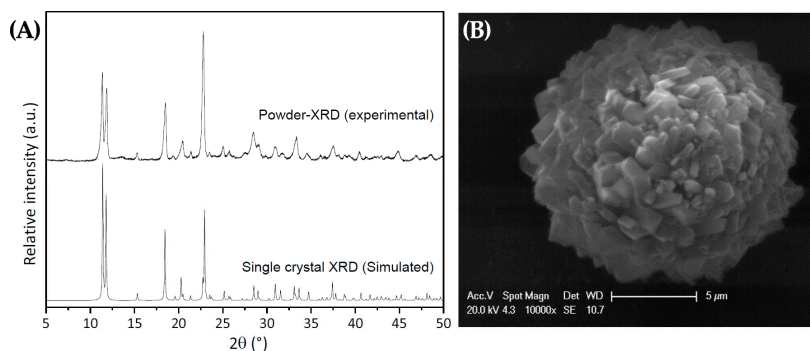 (A)
Relative intensity (a.u.)
Powder-XRD (experimental)
Single crystal XRD (Simulated)
5 10 15 20 25 30 35 40 45 50
2θ (°)
(B)
Acc.V Spot Magn Det WD 5 µm
20.0 kV 4.3 10000x SE 10.7